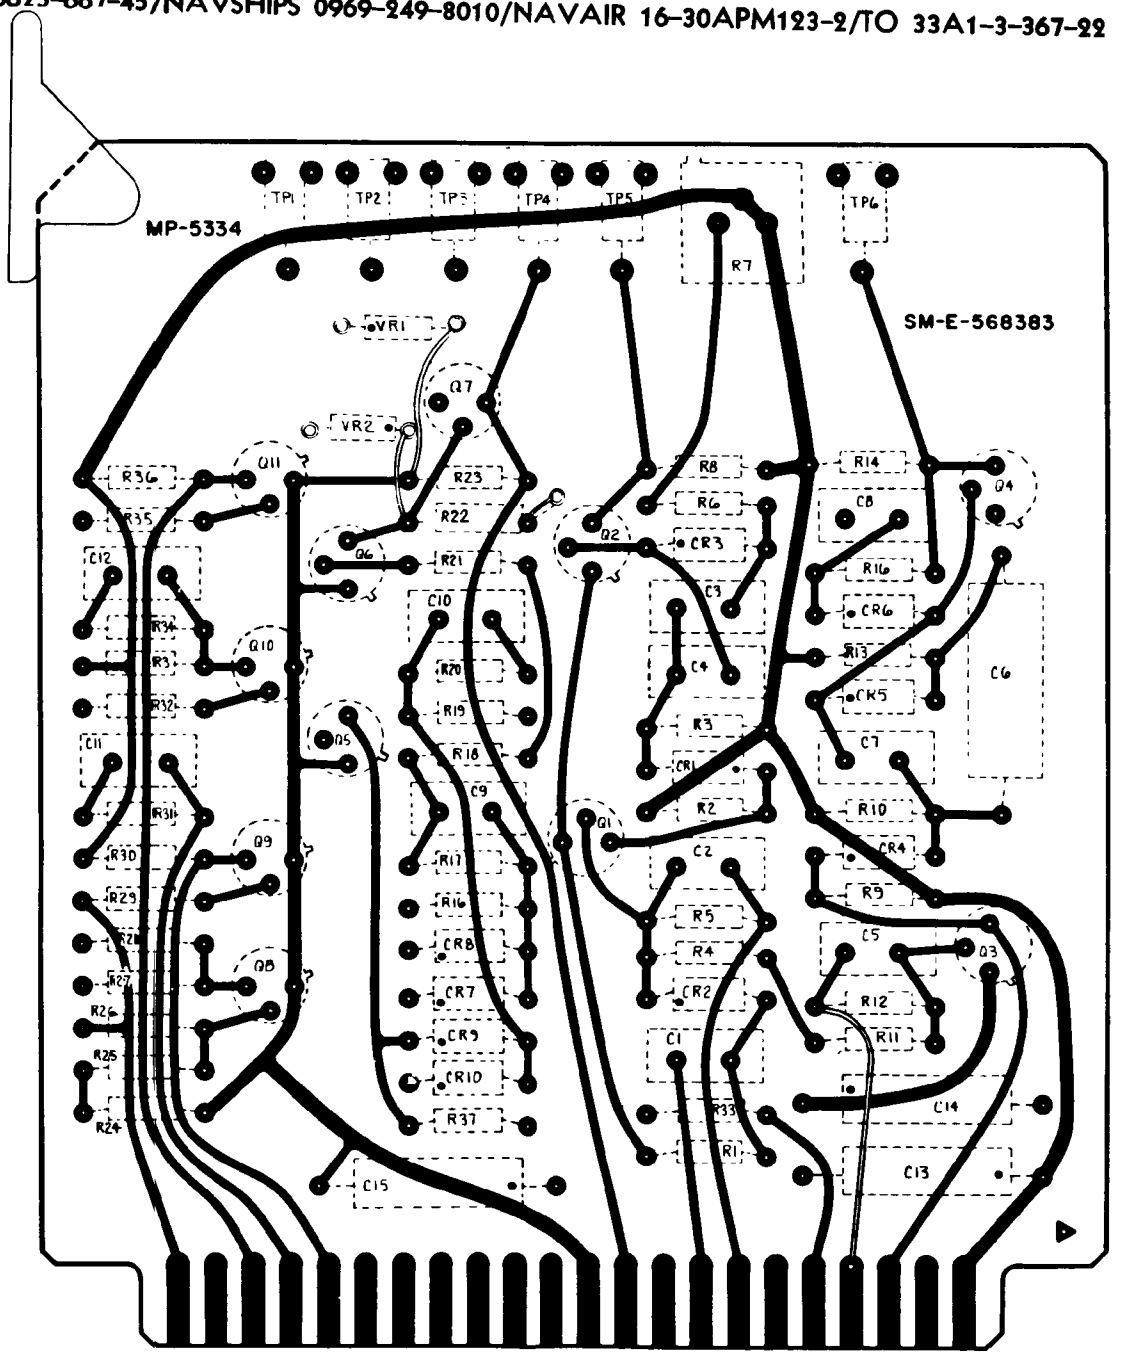 6625-667-45/NAVSHIPS 0969-249-8010/NAVAIR 16-30APM123-2/TO 33A1-3-367-22
TP1 TP2 TP3 TP4 TP5 TP6
MP-5334
R7
VR1
SM-E-568383
Q7
VR2
Q11
R36 R23 R8 R14
Q4
R6 C8
R35 R22 Q2
CR3
C12 Q6 R21 R16
C10 C3 CR6
R34
Q10 R3 R20 C4 R13 C6
R32 R19 CR5
R3
C11 Q5 R18 CR1 C7
C9
R31 R2 R10
Q9 Q1
R30 R17 C2 CR4
R29 R16 R5 R9
R28 CR8 R4 C5 Q3
Q8
R27 CR7 CR2 R12
R26
CR9 C1 R11
R25
CR10 C14
R24 R37 R33
R1
C15 C13